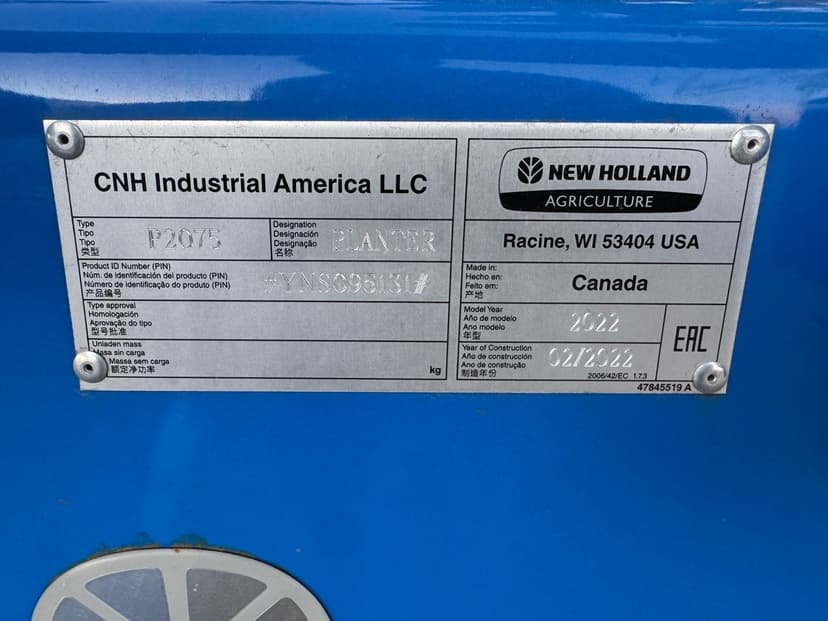 CNH Industrial America LLC
NEW HOLLAND
AGRICULTURE
Type
Tipo
Tipo
类型
P2075
Designation
Designación
Designação
名称
PLANTER
Racine, WI 53404 USA
Product ID Number (PIN)
Núm. de identificación del producto (PIN)
Número de identificação do produto (PIN)
产品编号
#YNS095131#
Made in:
Hecho en:
Feito em:
产地
Canada
Type approval
Homologación
Aprovação do tipo
型号批准
Model Year
Año de modelo
Ano modelo
年型
2022
EAC
Unladen mass
Masa sin carga
Massa sem carga
额定净功率
kg
Year of Construction
Año de construcción
Ano de construção
制造年份
02/2022
2006/42/EC 1.7.3
47845519 A